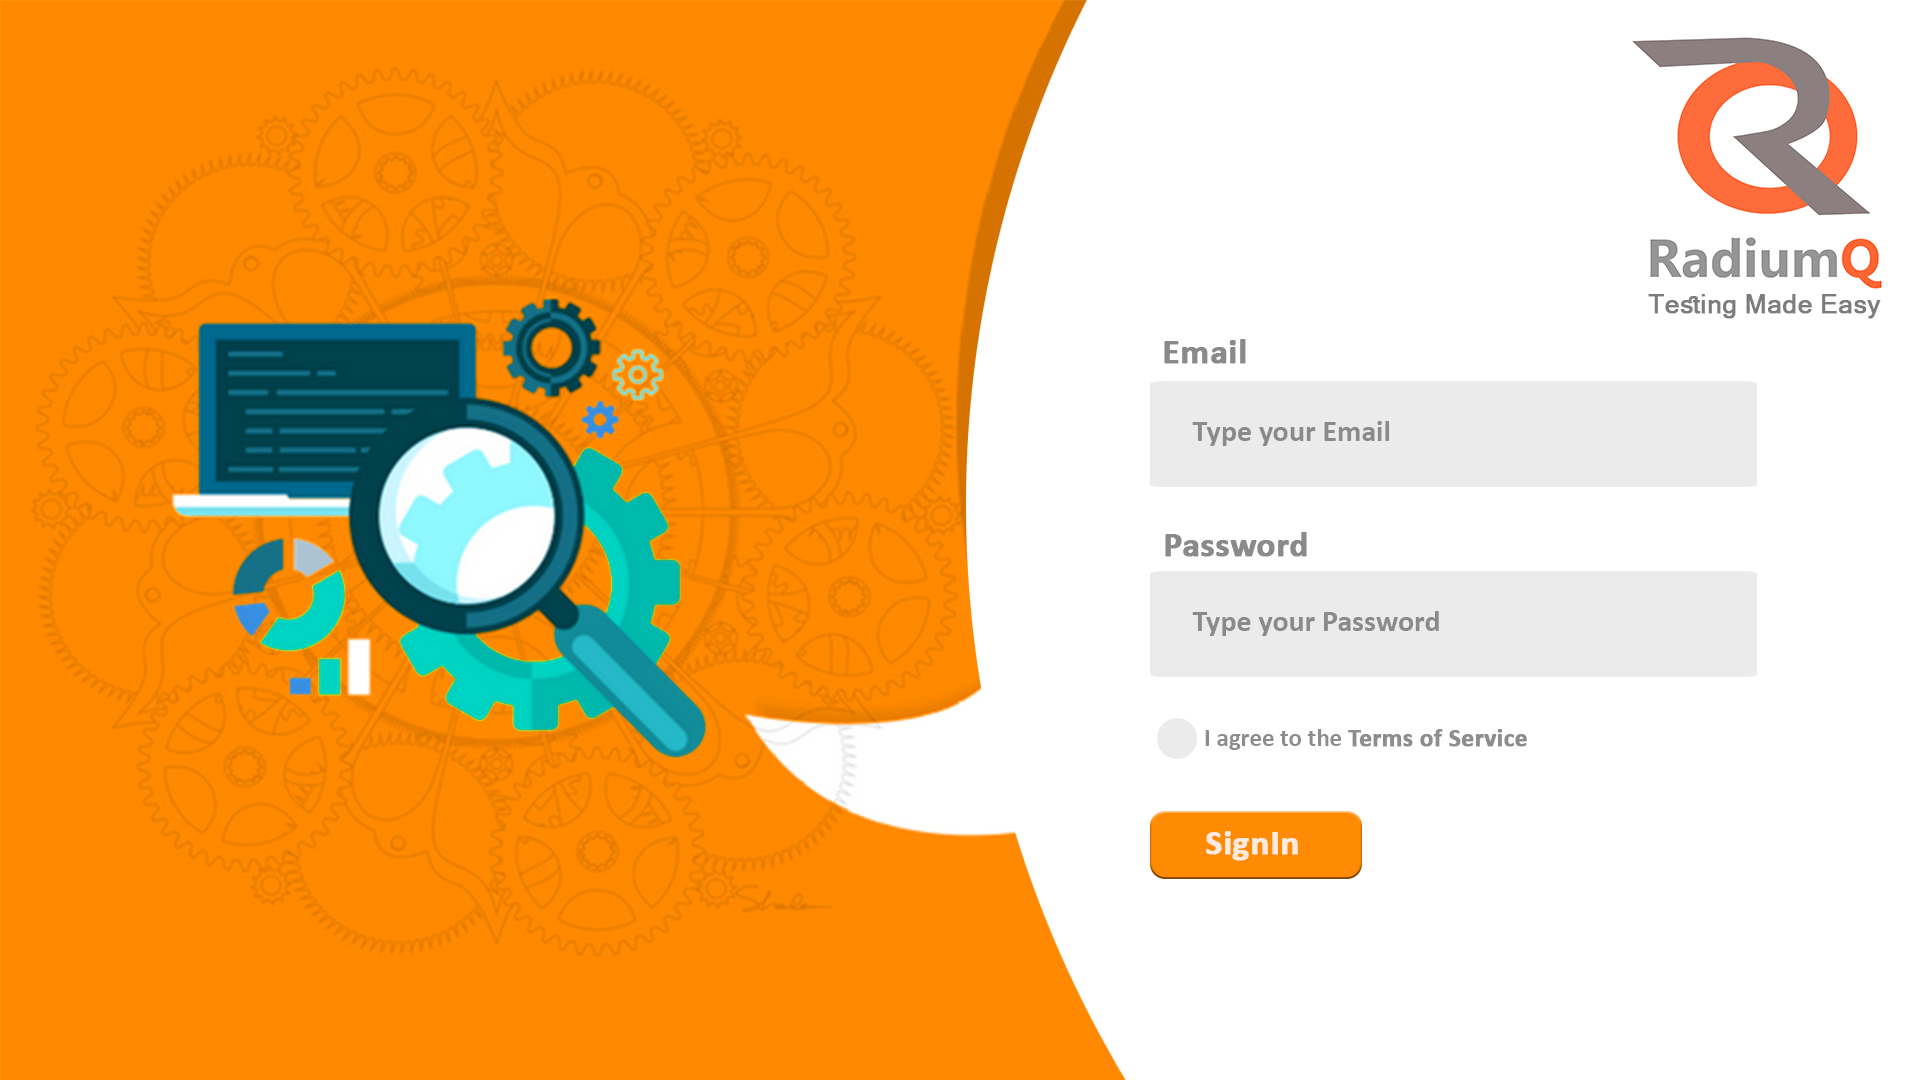 RadiumQ
Testing Made Easy
Email
Type your Email
Password
Type your Password
I agree to the Terms of Service
SignIn